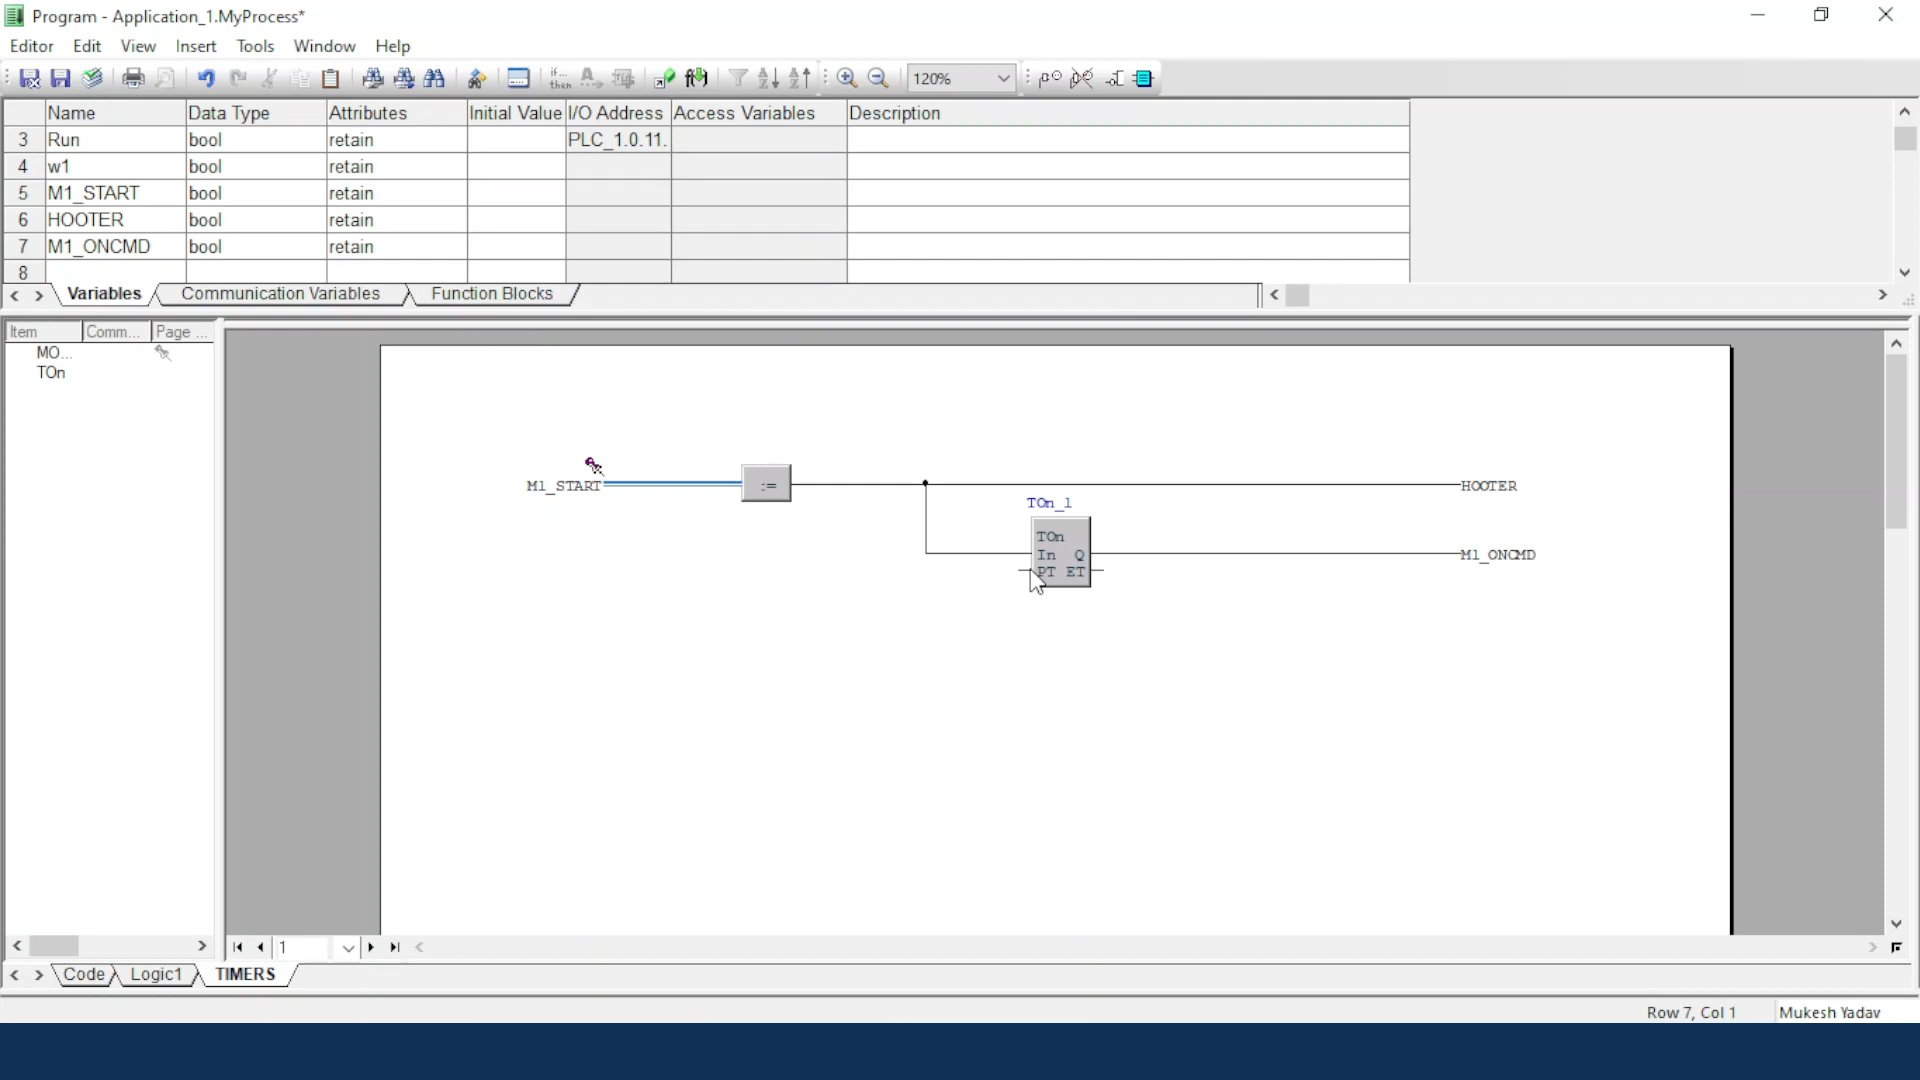 Program - Application_1.MyProcess*
Editor Edit View Insert Tools Window Help
if... then A 120%
Name Data Type Attributes Initial Value I/O Address Access Variables Description
3 Run bool retain PLC_1.0.11.
4 w1 bool retain
5 M1_START bool retain
6 HOOTER bool retain
7 M1_ONCMD bool retain
8
Variables Communication Variables Function Blocks
Item Comm... Page ...
MO...
TOn
M1_START := HOOTER
TOn_1
TOn
In Q M1_ONCMD
PT ET
1
Code Logic1 TIMERS
Row 7, Col 1 Mukesh Yadav